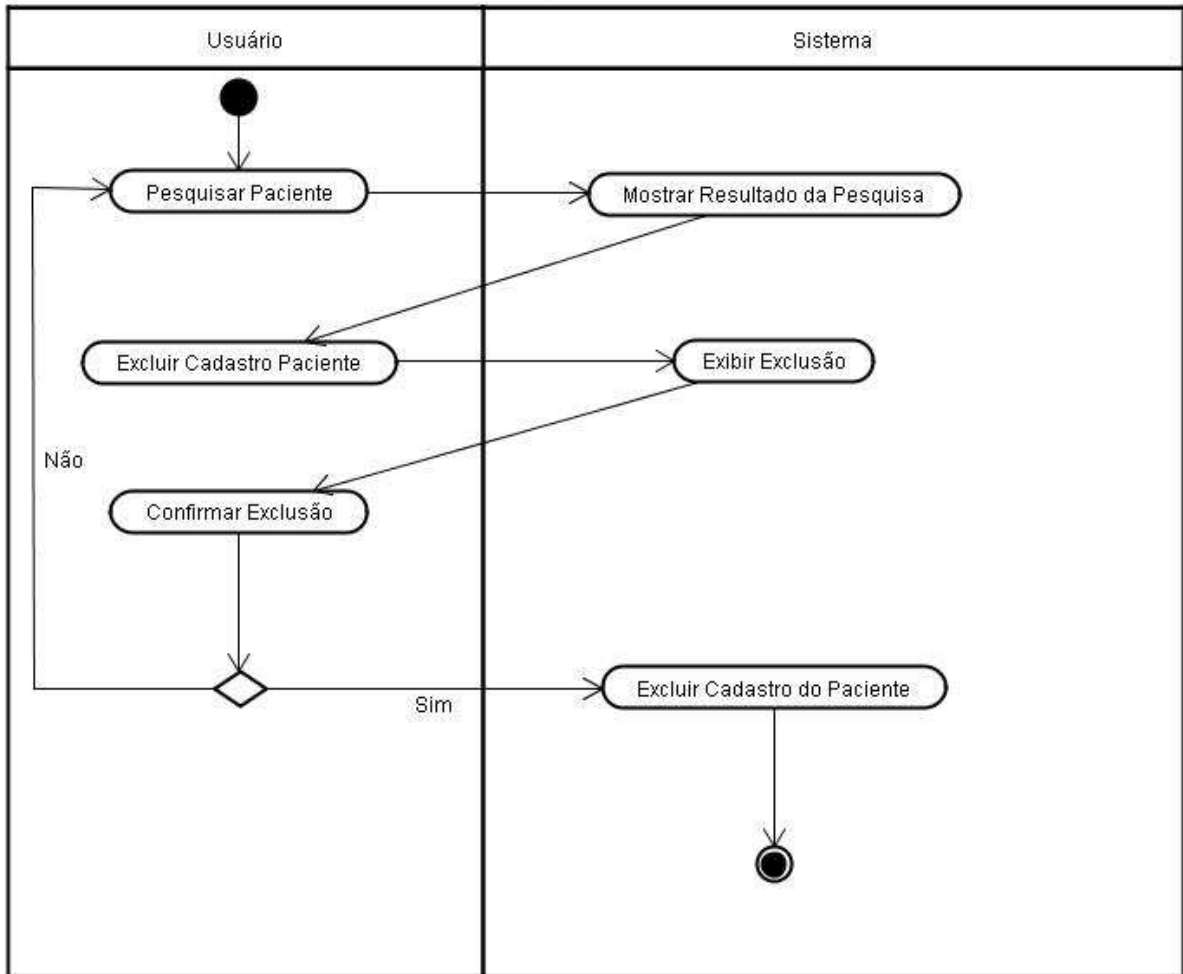 Usuário
Sistema
Pesquisar Paciente
Mostrar Resultado da Pesquisa
Excluir Cadastro Paciente
Exibir Exclusão
Não
Confirmar Exclusão
Excluir Cadastro do Paciente
Sim